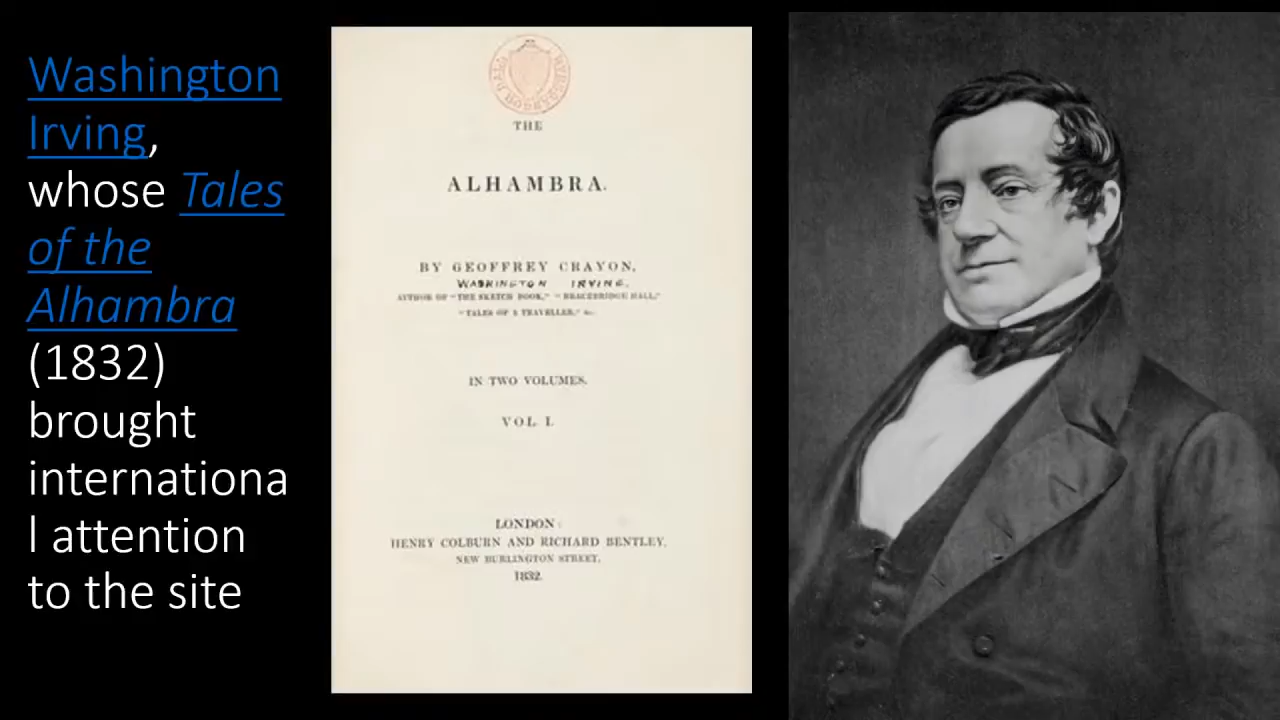 Washington
Irving,
whose Tales
of the
Alhambra
(1832)
brought
internationa
l attention
to the site
THE
ALHAMBRA.
BY GEOFFREY CRAYON,
WASHINGTON IRVING.
AUTHOR OF "THE SKETCH BOOK," "BRACEBRIDGE HALL,"
"TALES OF A TRAVELLER," &c.
IN TWO VOLUMES.
VOL. I.
LONDON:
HENRY COLBURN AND RICHARD BENTLEY,
NEW BURLINGTON STREET,
1832.